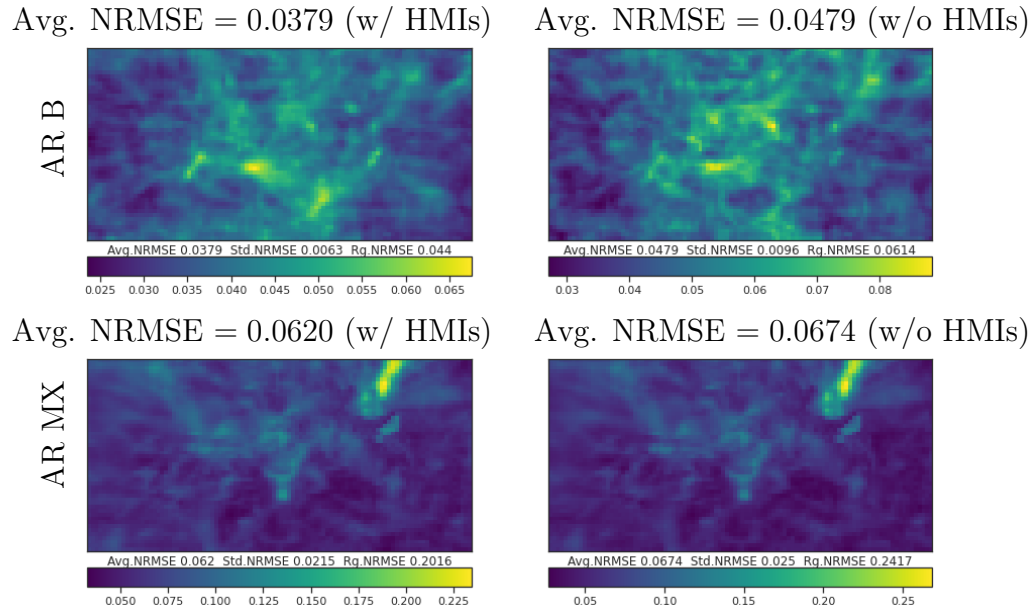 Avg. NRMSE = 0.0379 (w/ HMIs)
Avg. NRMSE = 0.0479 (w/o HMIs)
AR B
Avg.NRMSE 0.0379 Std.NRMSE 0.0063 Rg.NRMSE 0.044
Avg.NRMSE 0.0479 Std.NRMSE 0.0096 Rg.NRMSE 0.0614
0.025 0.030 0.035 0.040 0.045 0.050 0.055 0.060 0.065
0.03 0.04 0.05 0.06 0.07 0.08
Avg. NRMSE = 0.0620 (w/ HMIs)
Avg. NRMSE = 0.0674 (w/o HMIs)
AR MX
Avg.NRMSE 0.062 Std.NRMSE 0.0215 Rg.NRMSE 0.2016
Avg.NRMSE 0.0674 Std.NRMSE 0.025 Rg.NRMSE 0.2417
0.050 0.075 0.100 0.125 0.150 0.175 0.200 0.225
0.05 0.10 0.15 0.20 0.25